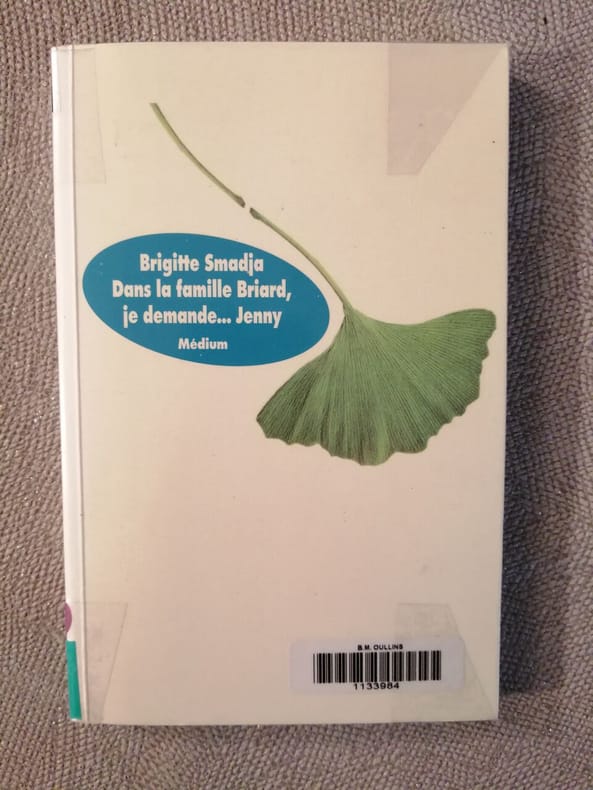 Brigitte Smadja
Dans la famille Briard,
je demande... Jenny
Médium
B.M. OULLINS
1133984